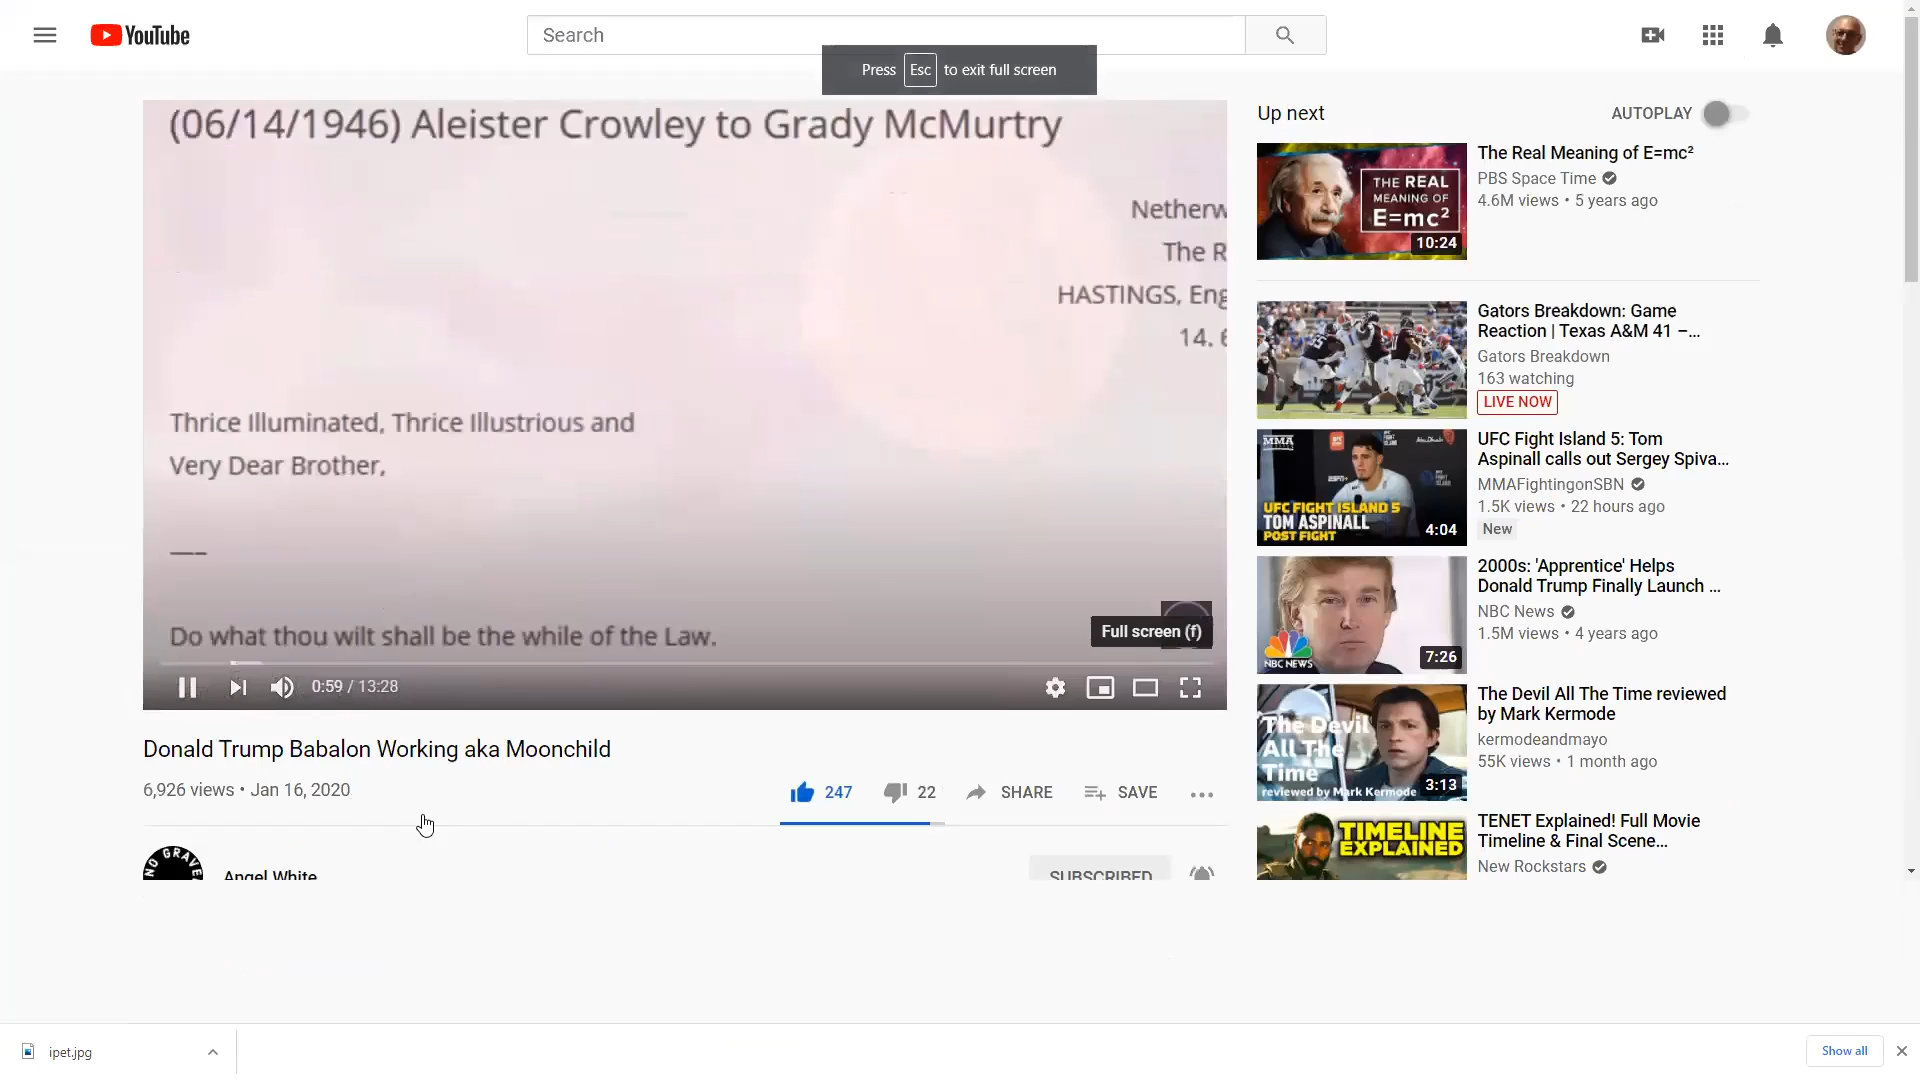 YouTube
Search
Press Esc to exit full screen
(06/14/1946) Aleister Crowley to Grady McMurtry
Netherw
The R
HASTINGS, Eng
14. 6
Thrice Illuminated, Thrice Illustrious and
Very Dear Brother,
Do what thou wilt shall be the while of the Law.
Full screen (f)
0:59 / 13:28
Donald Trump Babalon Working aka Moonchild
6,926 views • Jan 16, 2020
247
22
SHARE
SAVE
NO GRAVE
Angel White
SUBSCRIBED
Up next
AUTOPLAY
THE REAL
MEANING OF
E=mc²
10:24
The Real Meaning of E=mc²
PBS Space Time
4.6M views • 5 years ago
Gators Breakdown: Game
Reaction | Texas A&M 41 –...
Gators Breakdown
163 watching
LIVE NOW
MMA
UFC FIGHT ISLAND 5
TOM ASPINALL
POST FIGHT
4:04
UFC Fight Island 5: Tom
Aspinall calls out Sergey Spiva...
MMAFightingonSBN
1.5K views • 22 hours ago
New
NBC NEWS
7:26
2000s: 'Apprentice' Helps
Donald Trump Finally Launch ...
NBC News
1.5M views • 4 years ago
The Devil
All The
Time
reviewed by Mark Kermode
3:13
The Devil All The Time reviewed
by Mark Kermode
kermodeandmayo
55K views • 1 month ago
TIMELINE
EXPLAINED
TENET Explained! Full Movie
Timeline & Final Scene...
New Rockstars
ipet.jpg
Show all